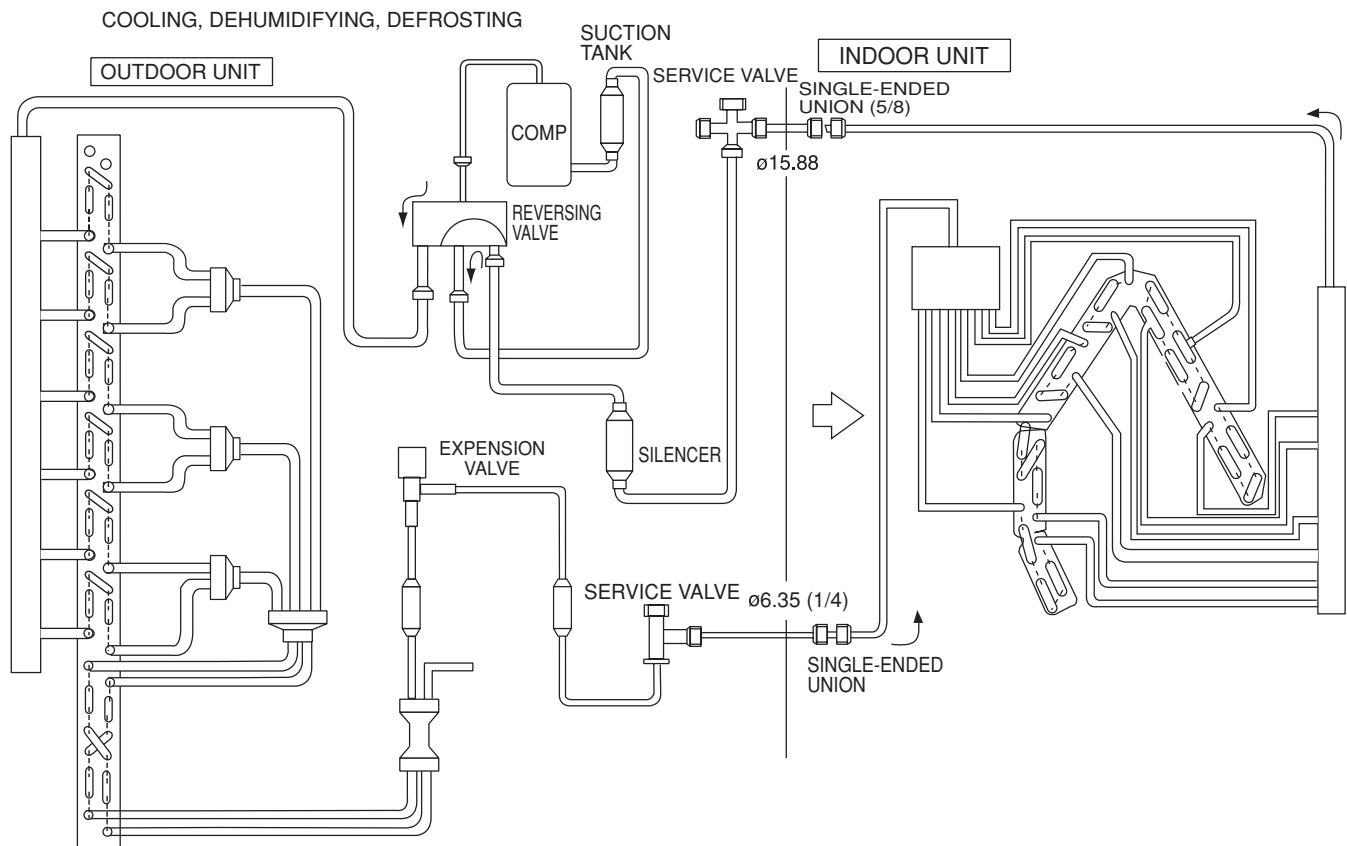 COOLING, DEHUMIDIFYING, DEFROSTING
OUTDOOR UNIT
SUCTION
TANK
SERVICE VALVE
INDOOR UNIT
SINGLE-ENDED
UNION (5/8)
COMP
ø15.88
REVERSING
VALVE
EXPENSION
VALVE
SILENCER
SERVICE VALVE
ø6.35 (1/4)
SINGLE-ENDED
UNION